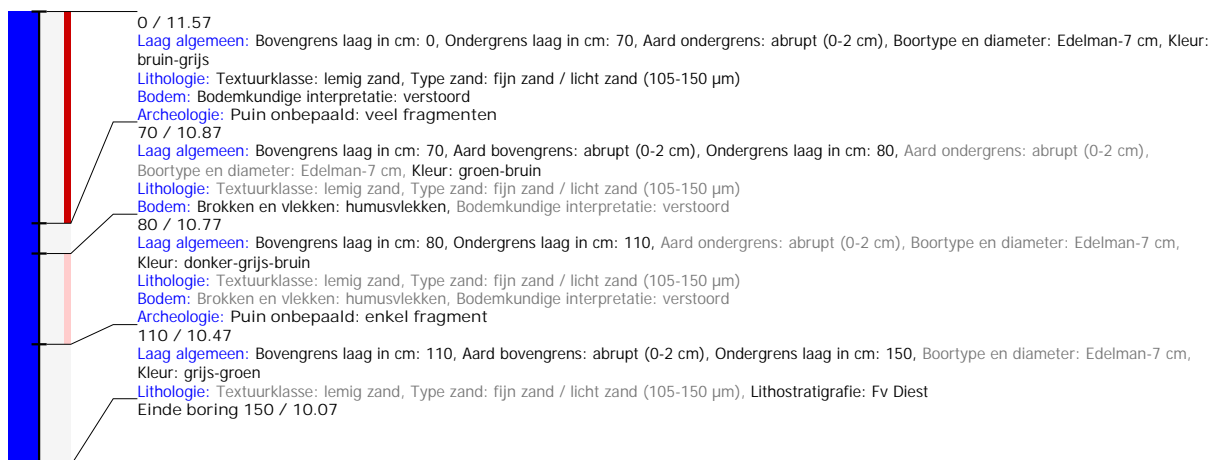 0 / 11.57
Laag algemeen: Bovengrens laag in cm: 0, Ondergrens laag in cm: 70, Aard ondergrens: abrupt (0-2 cm), Boortype en diameter: Edelman-7 cm, Kleur:
bruin-grijs
Lithologie: Textuurklasse: lemig zand, Type zand: fijn zand / licht zand (105-150 µm)
Bodem: Bodemkundige interpretatie: verstoord
Archeologie: Puin onbepaald: veel fragmenten
70 / 10.87
Laag algemeen: Bovengrens laag in cm: 70, Aard bovengrens: abrupt (0-2 cm), Ondergrens laag in cm: 80, Aard ondergrens: abrupt (0-2 cm),
Boortype en diameter: Edelman-7 cm, Kleur: groen-bruin
Lithologie: Textuurklasse: lemig zand, Type zand: fijn zand / licht zand (105-150 µm)
Bodem: Brokken en vlekken: humusvlekken, Bodemkundige interpretatie: verstoord
80 / 10.77
Laag algemeen: Bovengrens laag in cm: 80, Ondergrens laag in cm: 110, Aard ondergrens: abrupt (0-2 cm), Boortype en diameter: Edelman-7 cm,
Kleur: donker-grijs-bruin
Lithologie: Textuurklasse: lemig zand, Type zand: fijn zand / licht zand (105-150 µm)
Bodem: Brokken en vlekken: humusvlekken, Bodemkundige interpretatie: verstoord
Archeologie: Puin onbepaald: enkel fragment
110 / 10.47
Laag algemeen: Bovengrens laag in cm: 110, Aard bovengrens: abrupt (0-2 cm), Ondergrens laag in cm: 150, Boortype en diameter: Edelman-7 cm,
Kleur: grijs-groen
Lithologie: Textuurklasse: lemig zand, Type zand: fijn zand / licht zand (105-150 µm), Lithostratigrafie: Fv Diest
Einde boring 150 / 10.07